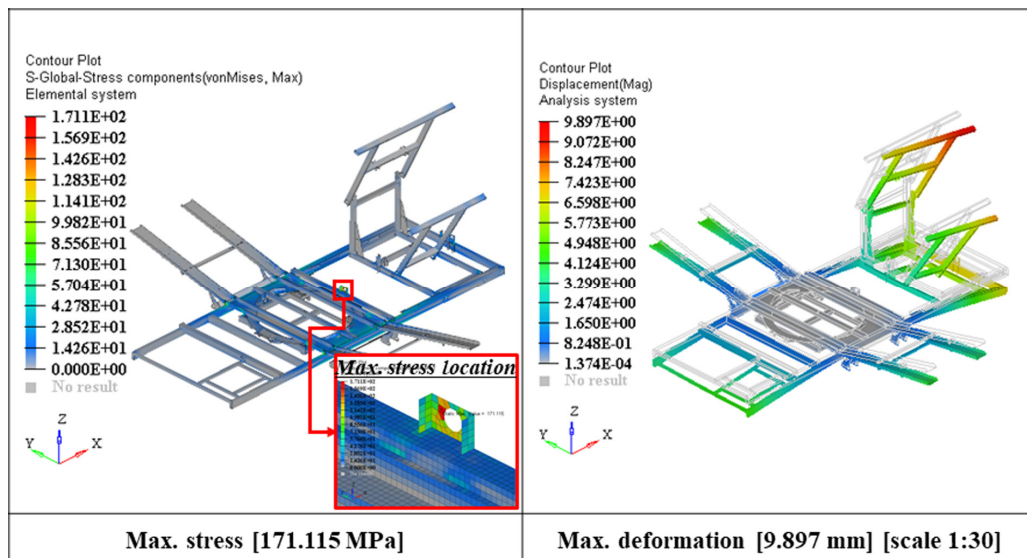 Contour Plot
S-Global-Stress components(vonMises, Max)
Elemental system
1.711E+02
1.569E+02
1.426E+02
1.283E+02
1.141E+02
9.982E+01
8.556E+01
7.130E+01
5.704E+01
4.278E+01
2.852E+01
1.426E+01
0.000E+00
No result
Z
Y
X
Max. stress location
Contour Plot
Displacement(Mag)
Analysis system
9.897E+00
9.072E+00
8.247E+00
7.423E+00
6.598E+00
5.773E+00
4.948E+00
4.124E+00
3.299E+00
2.474E+00
1.650E+00
8.248E-01
1.374E-04
No result
Z
Y
X
Max. stress [171.115 MPa]
Max. deformation [9.897 mm] [scale 1:30]